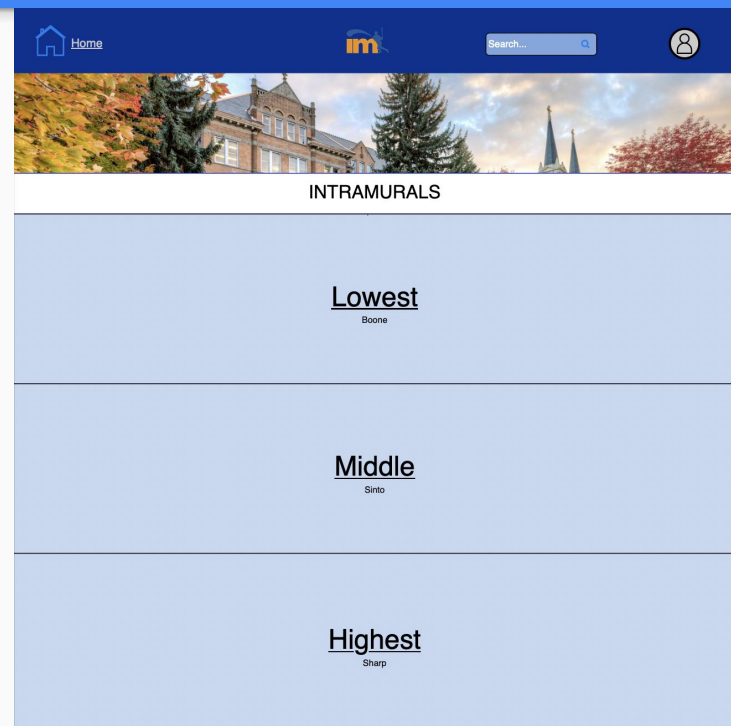 Home
im
Search...
INTRAMURALS
Lowest
Boone
Middle
Sinto
Highest
Sharp